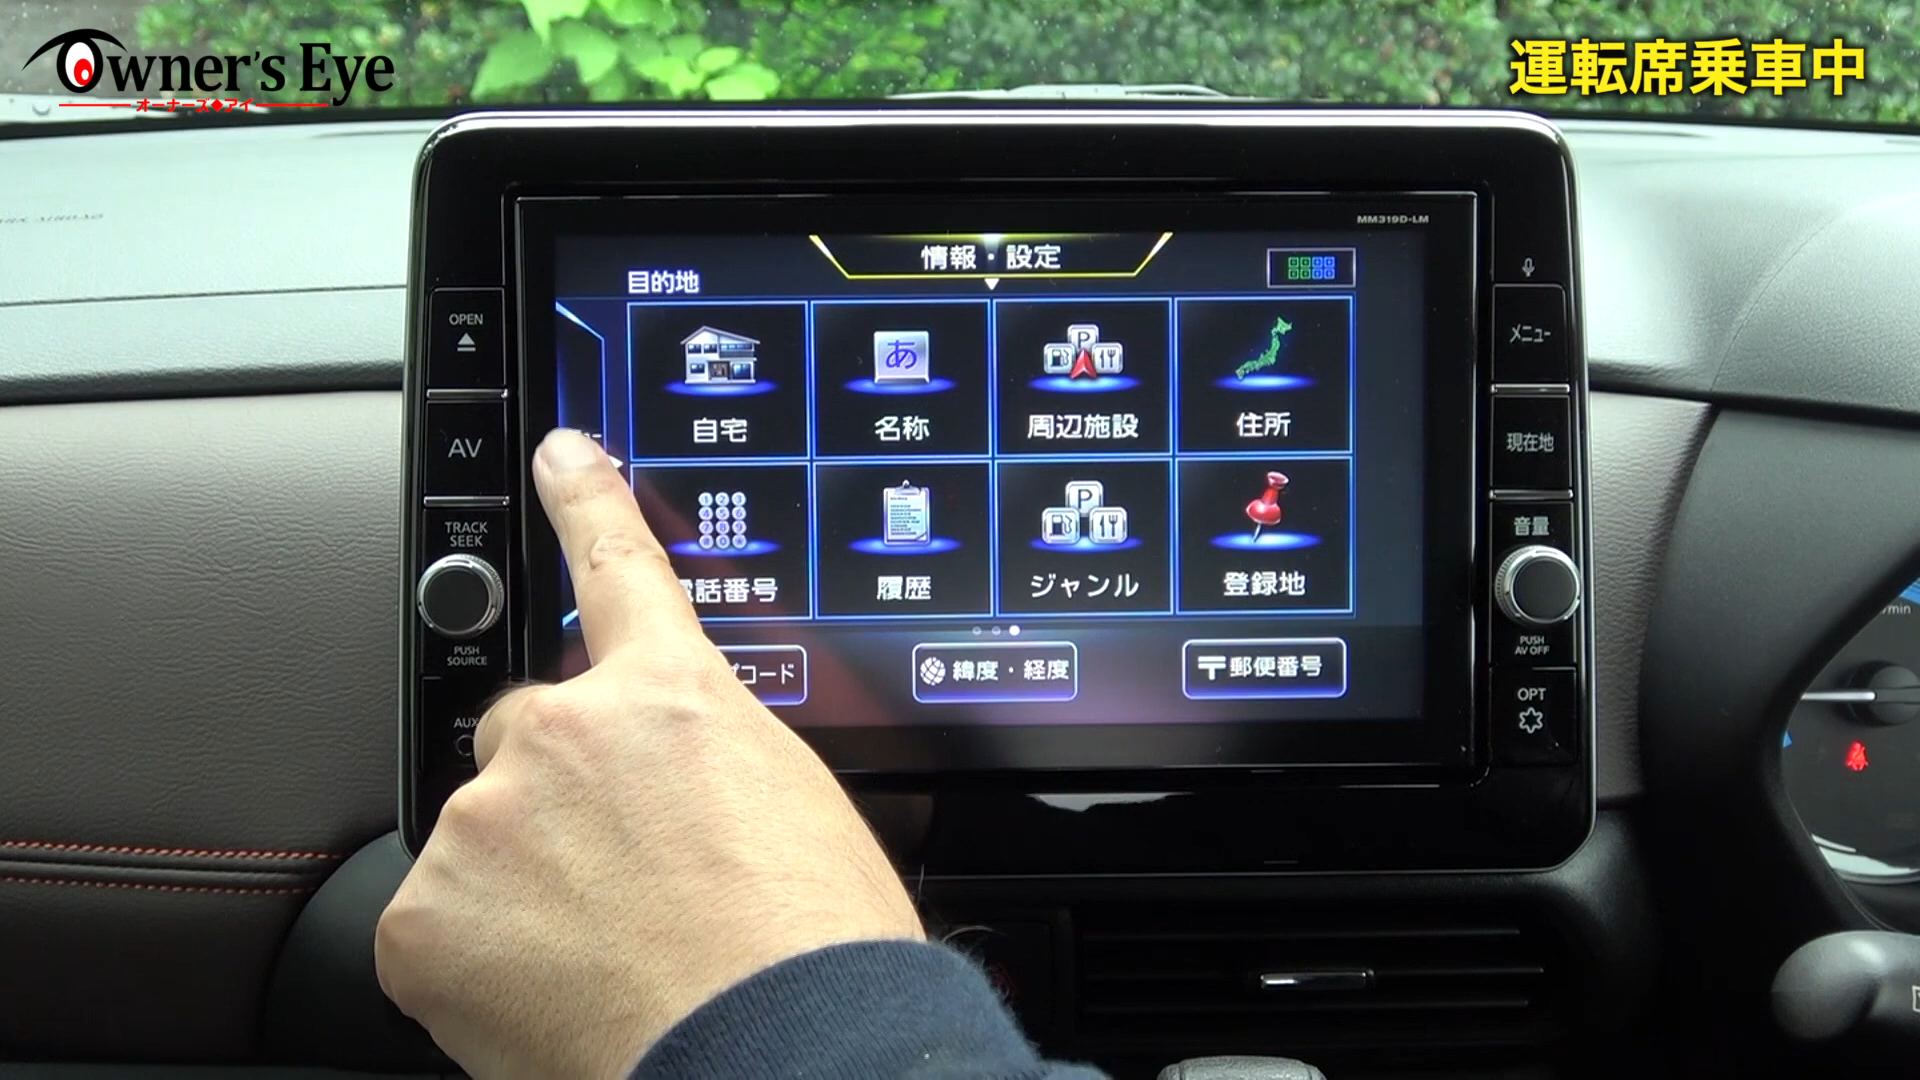 Owner's Eye
オーナーズ◆アイ
運転席乗車中
MM319D-LM
情報・設定
目的地
OPEN
AV
TRACK
SEEK
PUSH
SOURCE
AUX
自宅
名称
周辺施設
住所
話番号
履歴
ジャンル
登録地
コード
緯度・経度
〒郵便番号
メニュー
現在地
音量
PUSH
AV OFF
OPT
/min